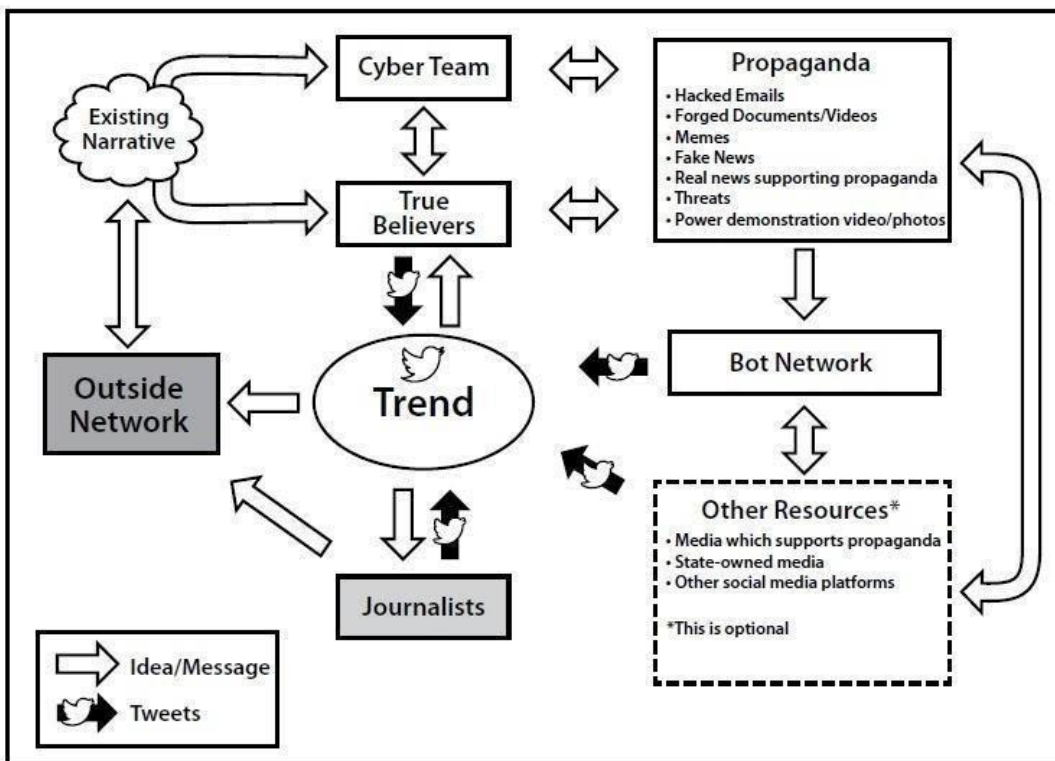 Cyber Team
Propaganda
• Hacked Emails
• Forged Documents/Videos
• Memes
• Fake News
• Real news supporting propaganda
• Threats
• Power demonstration video/photos
Existing
Narrative
True
Believers
Outside
Network
Trend
Bot Network
Other Resources*
• Media which supports propaganda
• State-owned media
• Other social media platforms
*This is optional
Journalists
Idea/Message
Tweets